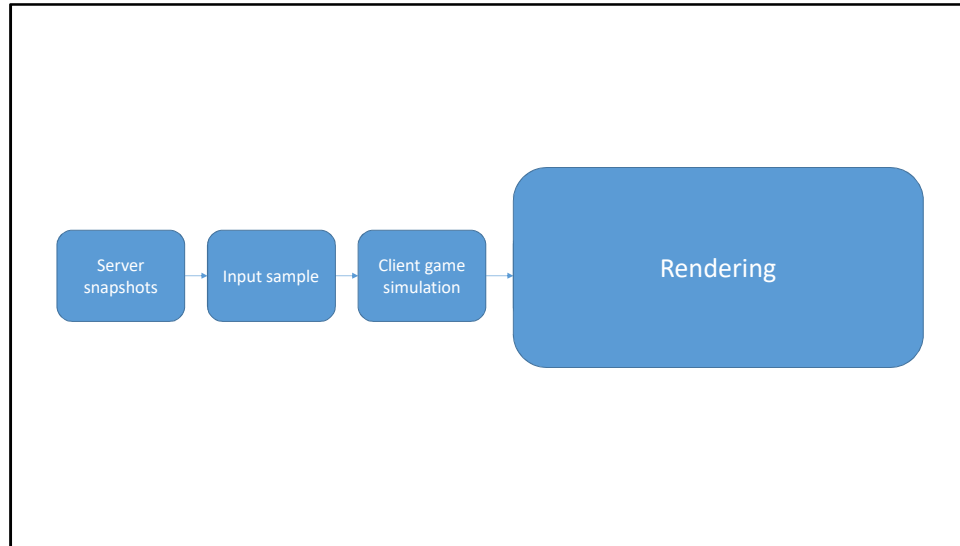 Server
snapshots
Input sample
Client game
simulation
Rendering